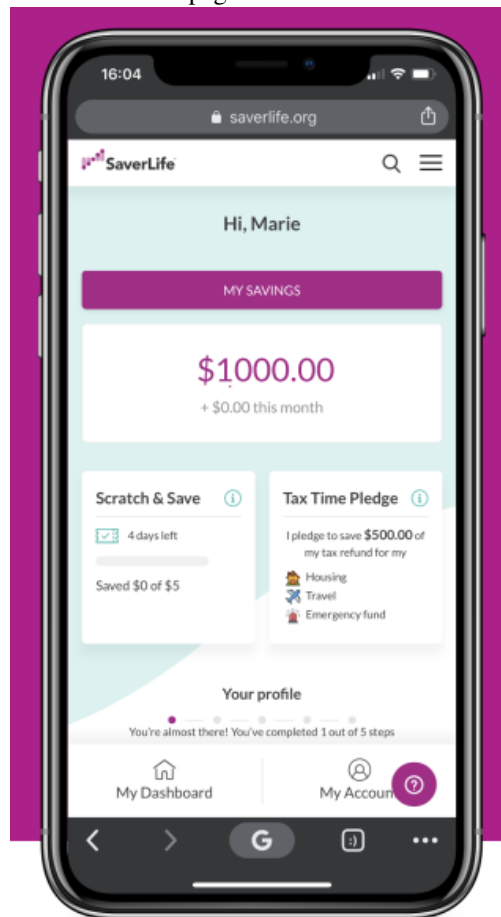 16:04
saverlife.org
SaverLife
Hi, Marie
MY SAVINGS
$1000.00
+ $0.00 this month
Scratch & Save
4 days left
Saved $0 of $5
Tax Time Pledge
I pledge to save $500.00 of
my tax refund for my
Housing
Travel
Emergency fund
Your profile
You're almost there! You've completed 1 out of 5 steps
My Dashboard
My Accoun
G
:)